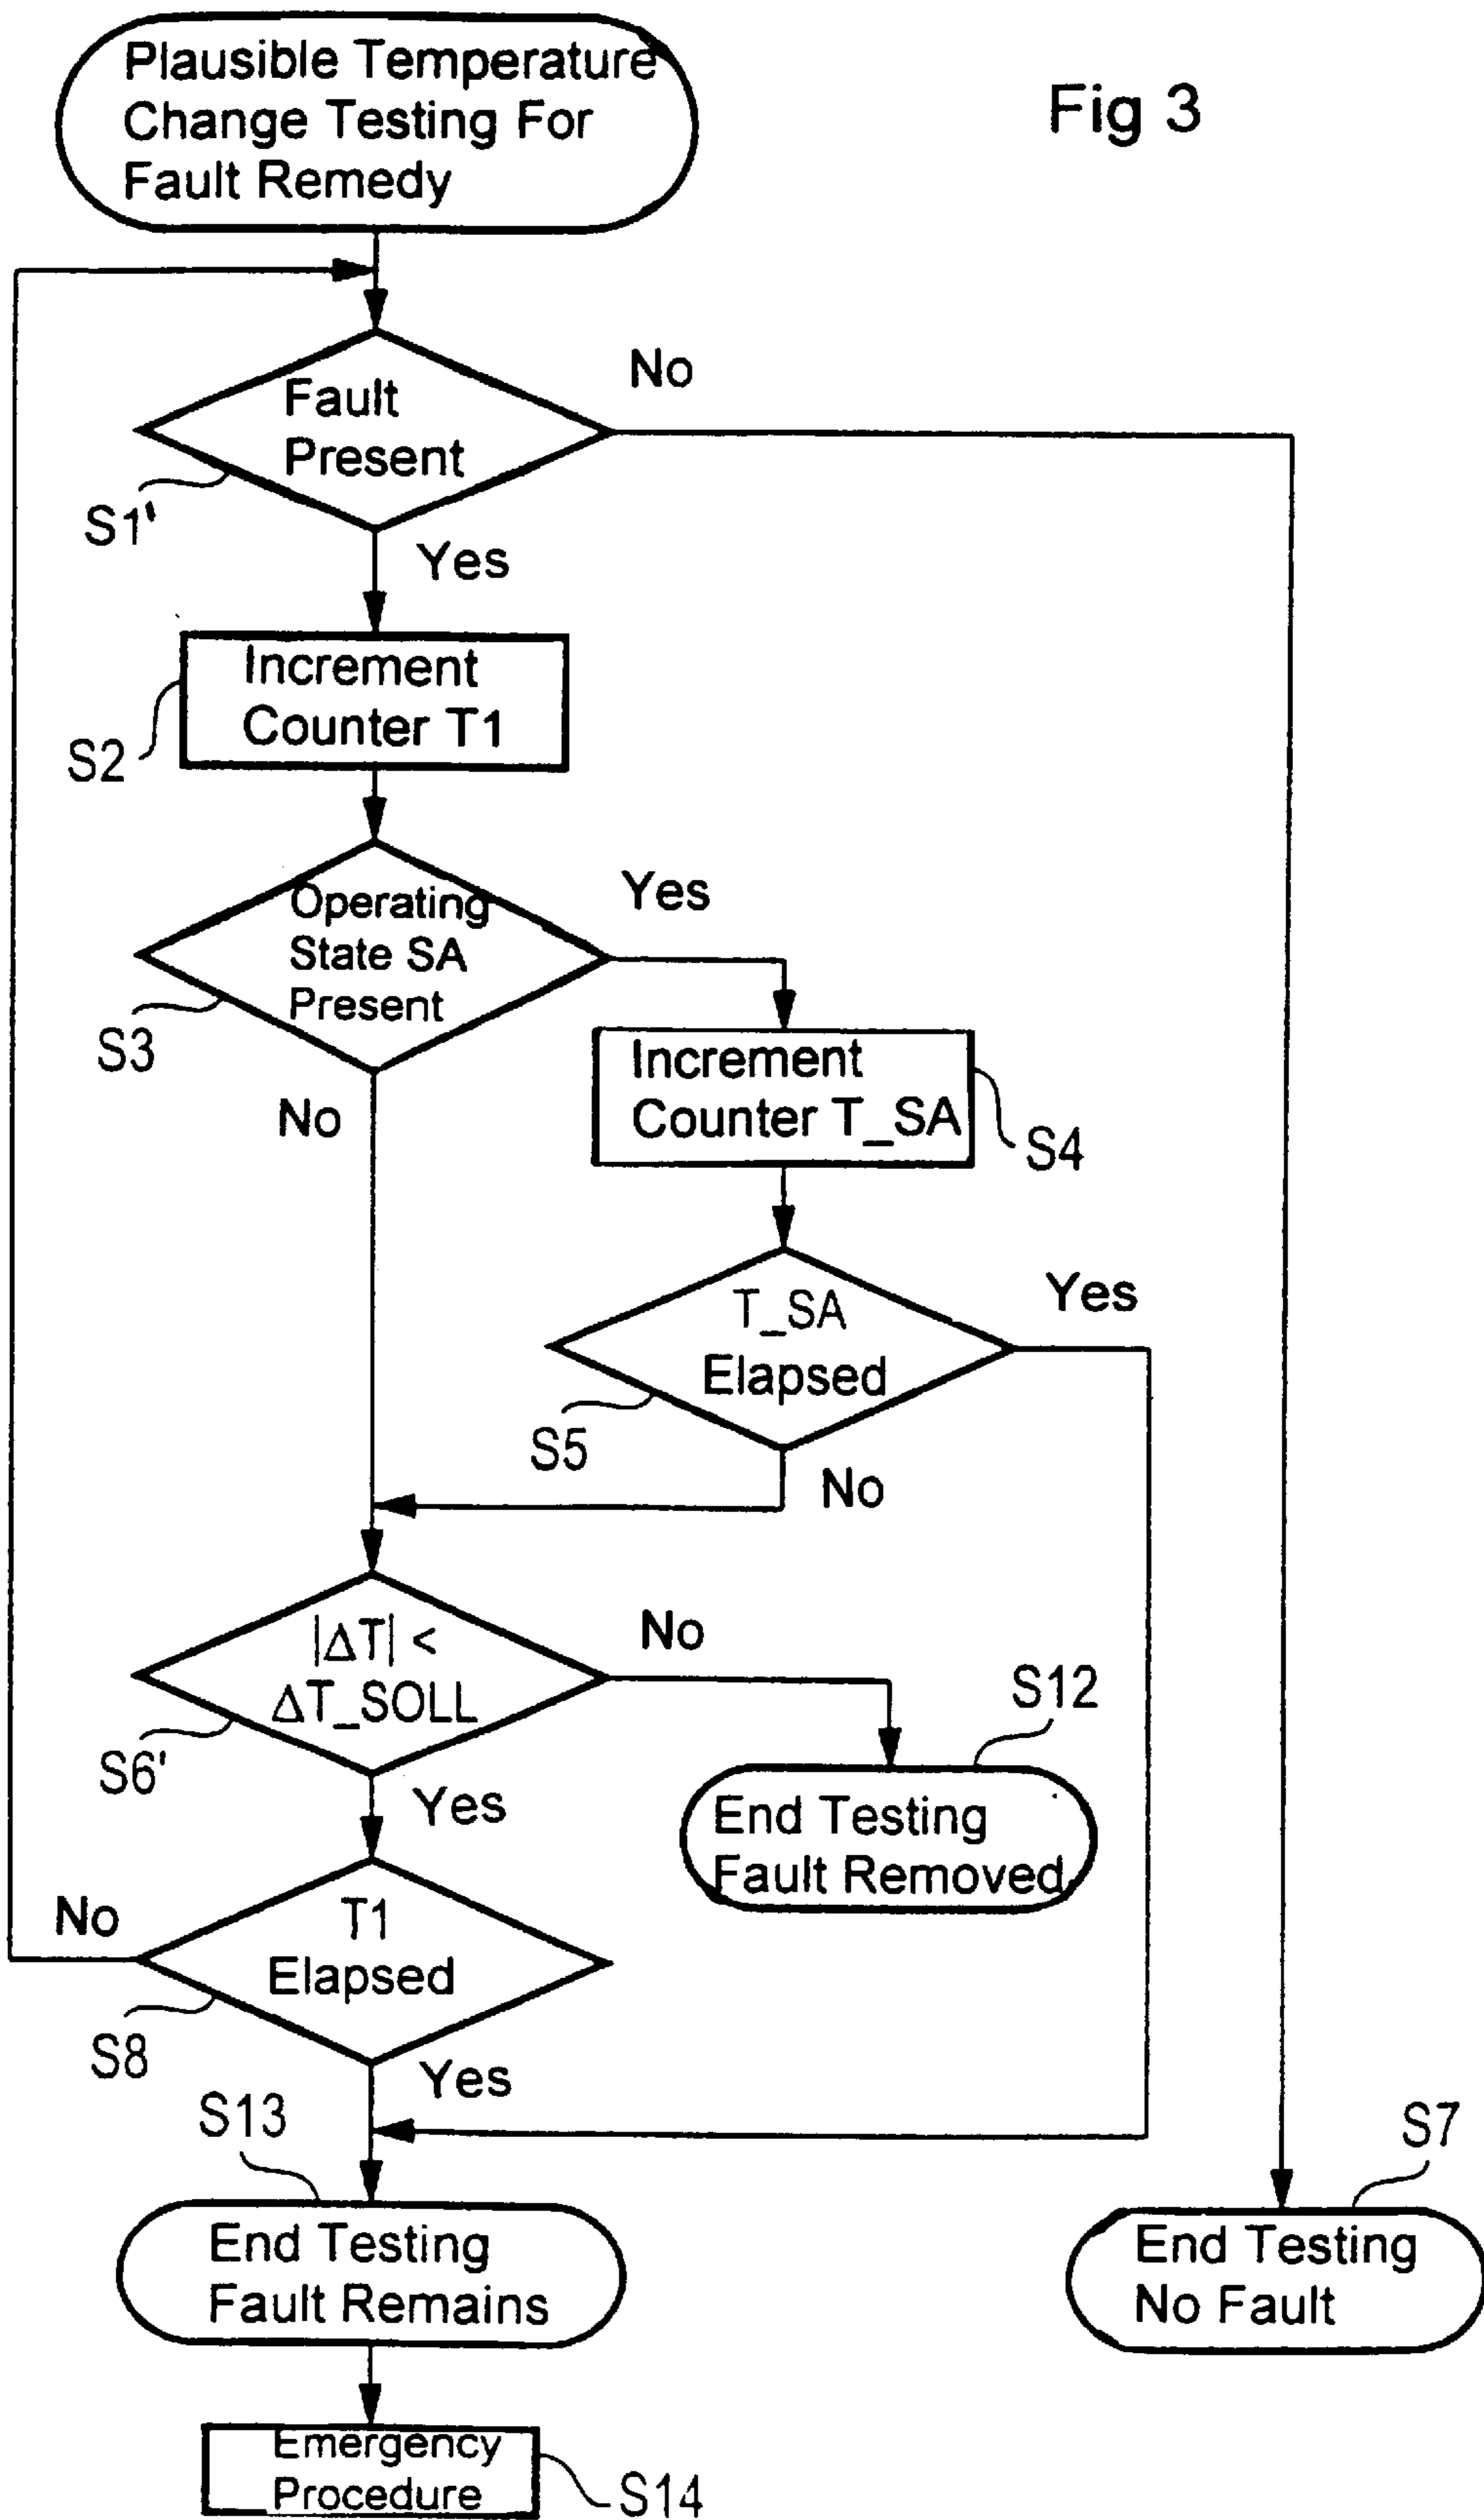 Plausible Temperature
Change Testing For
Fault Remedy
Fig 3
Fault
Present
No
S1'
Yes
Increment
Counter T1
S2
Operating
State SA
Present
Yes
S3
No
Increment
Counter T_SA
S4
T_SA
Elapsed
Yes
S5
No
|ΔT| <
ΔT_SOLL
No
S12
S6'
Yes
End Testing
Fault Removed
No
T1
Elapsed
S8
Yes
S13
S7
End Testing
Fault Remains
End Testing
No Fault
Emergency
Procedure
S14